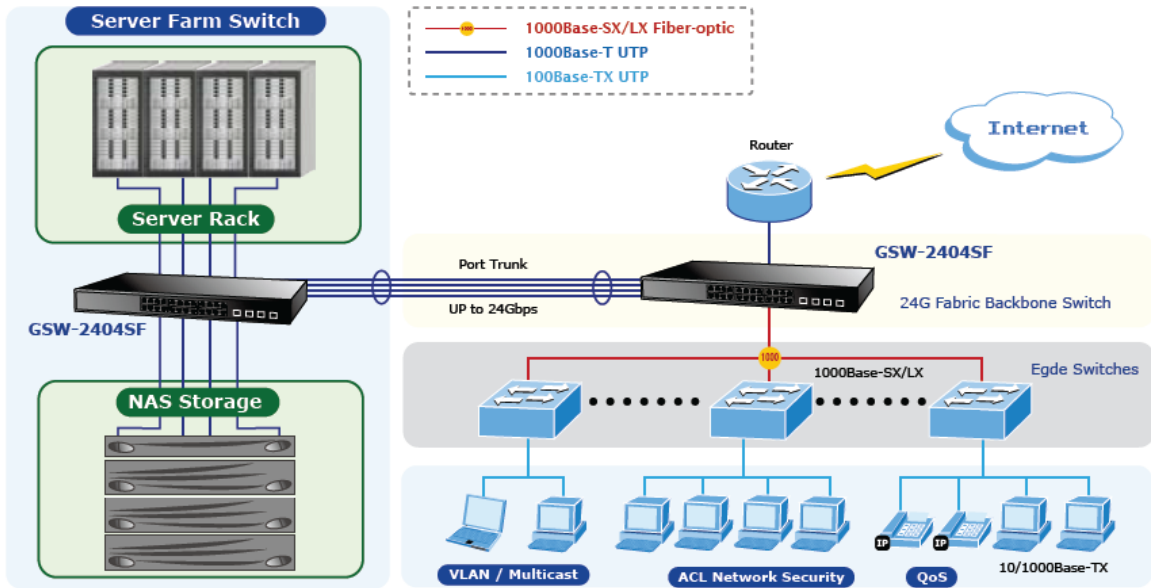 Server Farm Switch
1000Base-SX/LX Fiber-optic
1000Base-T UTP
100Base-TX UTP
1000
Internet
Router
Server Rack
GSW-2404SF
Port Trunk
UP to 24Gbps
24G Fabric Backbone Switch
GSW-2404SF
1000
1000Base-SX/LX
Egde Switches
NAS Storage
IP
IP
10/1000Base-TX
VLAN / Multicast
ACL Network Security
QoS